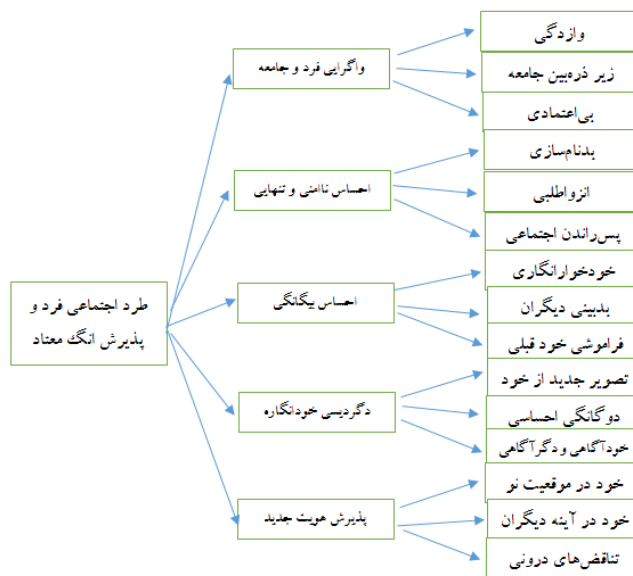 وازدگی
واگرایی فرد و جامعه
زیر ذره‌بین جامعه
بی‌اعتمادی
بدنام‌سازی
احساس ناامنی و تنهایی
انزواطلبی
پس‌راندن اجتماعی
طرد اجتماعی فرد و
پذیرش انگ معتاد
خودخوارانگاری
احساس بیگانگی
بدبینی دیگران
فراموشی خود قبلی
تصویر جدید از خود
دگردیسی خودانگاره
دوگانگی احساسی
خودآگاهی و دگرآگاهی
خود در موقعیت نو
پذیرش هویت جدید
خود در آینه دیگران
تناقض‌های درونی